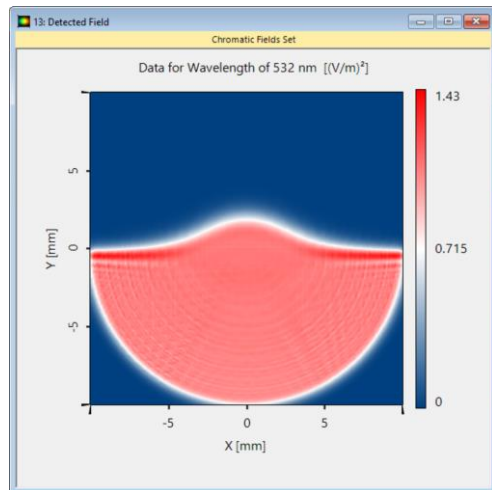 13: Detected Field
Chromatic Fields Set
Data for Wavelength of 532 nm  [(V/m)²]
1.43
0.715
0
Y [mm]
5
0
-5
-5
0
5
X [mm]